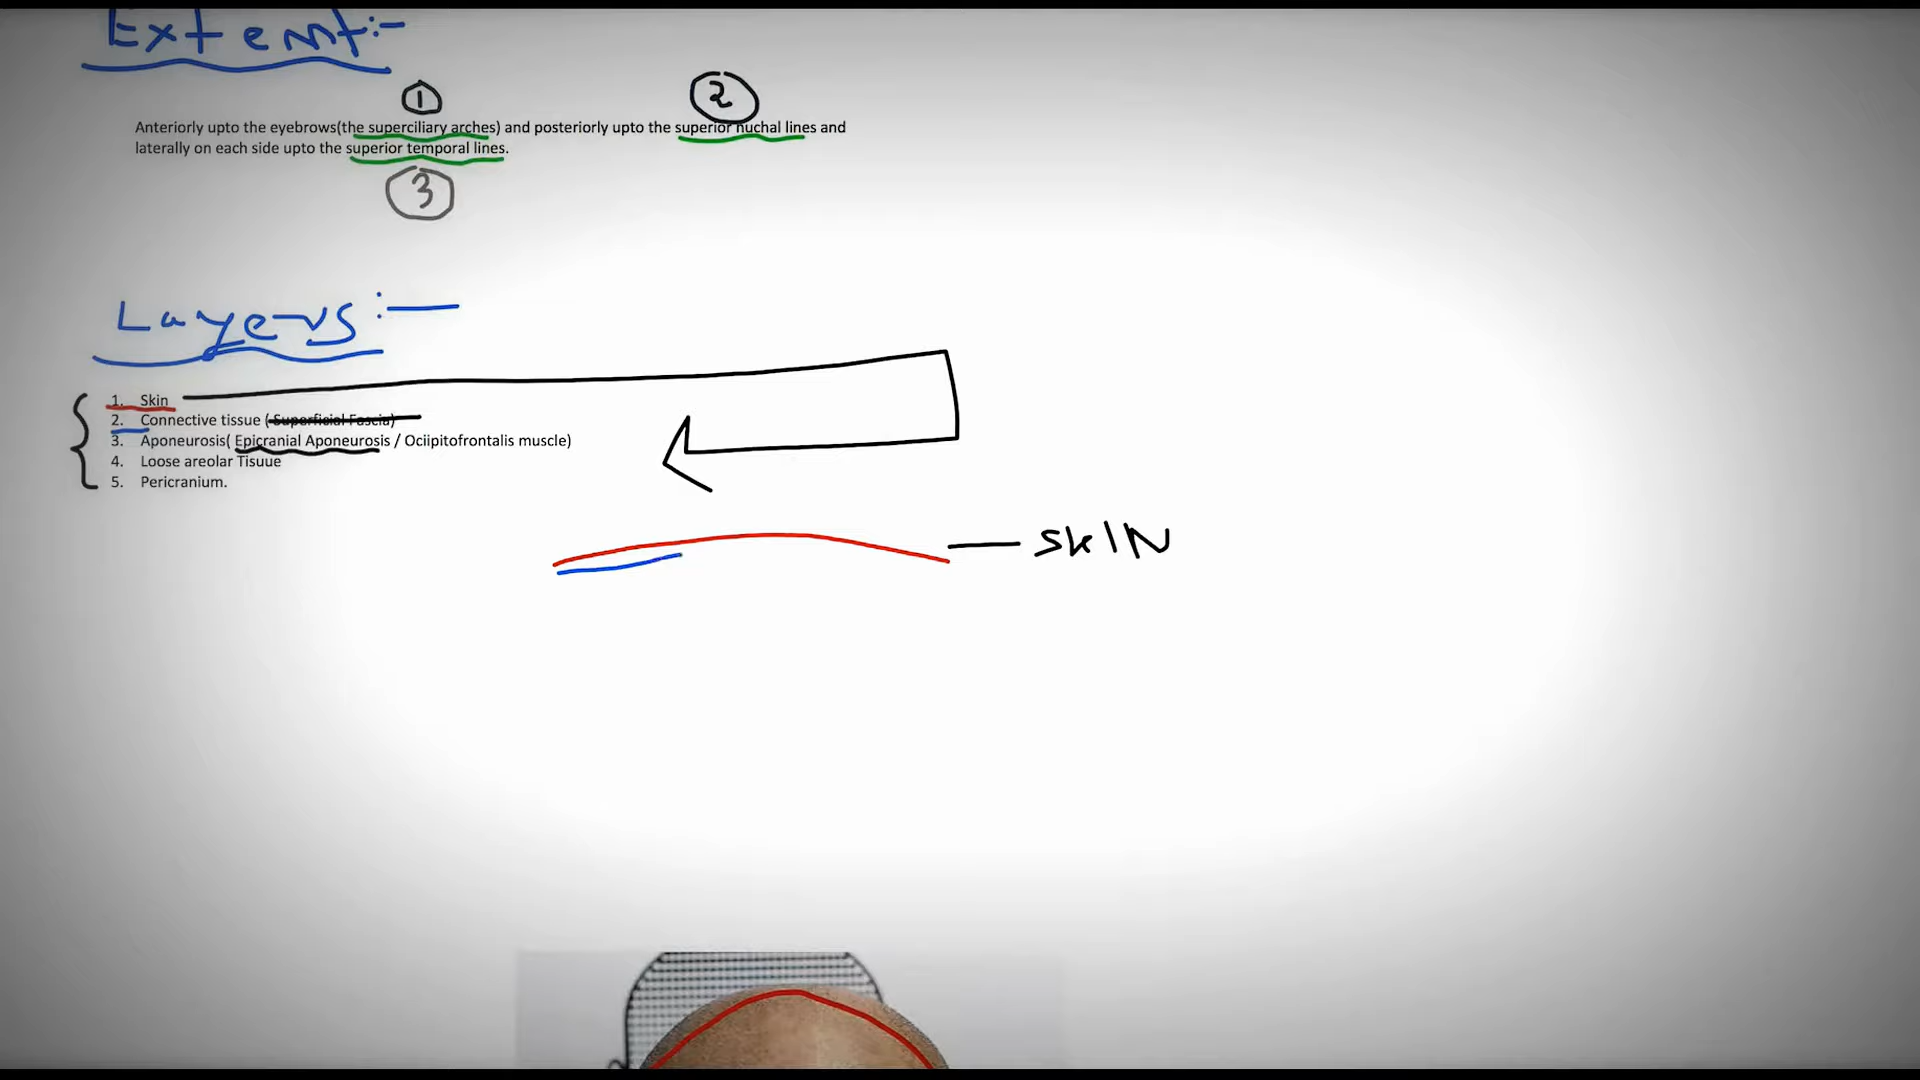 Extent:-
1
2
Anteriorly upto the eyebrows(the superciliary arches) and posteriorly upto the superior nuchal lines and
laterally on each side upto the superior temporal lines.
3
Layers:-
1. Skin
2. Connective tissue (Superficial Fascia)
3. Aponeurosis( Epicranial Aponeurosis / Ociipitofrontalis muscle)
4. Loose areolar Tisuue
5. Pericranium.
SKIN